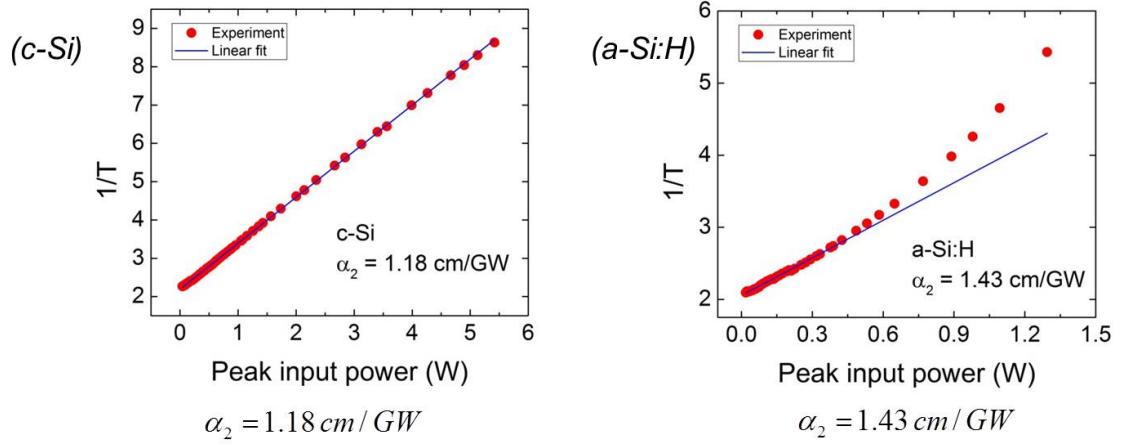 (c-Si)
Experiment
Linear fit
9
8
7
6
5
4
3
2
1/T
c-Si
α₂ = 1.18 cm/GW
0 1 2 3 4 5 6
Peak input power (W)
α₂ = 1.18 cm / GW
(a-Si:H)
Experiment
Linear fit
6
5
4
3
2
1/T
a-Si:H
α₂ = 1.43 cm/GW
0.0 0.3 0.6 0.9 1.2 1.5
Peak input power (W)
α₂ = 1.43 cm / GW